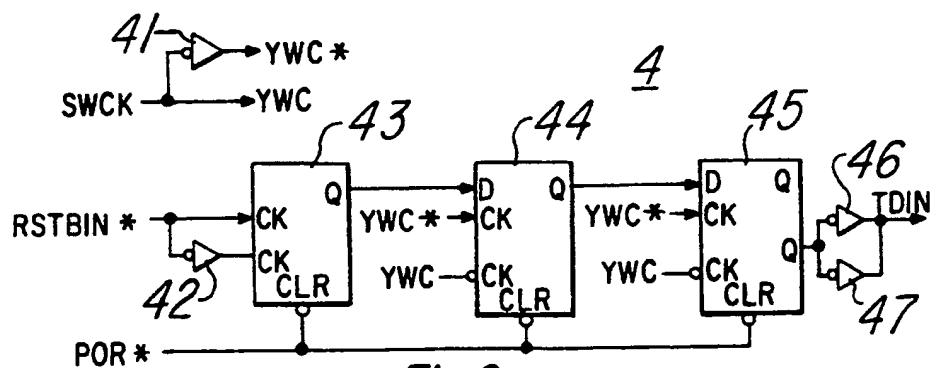 41
YWC *
4
SWCK
YWC
43
44
45
46
Q
D
Q
D
Q
TDIN
RSTBIN *
CK
YWC *
CK
YWC *
CK
Q
CK
YWC
CK
YWC
CK
42
CLR
CLR
CLR
47
POR *